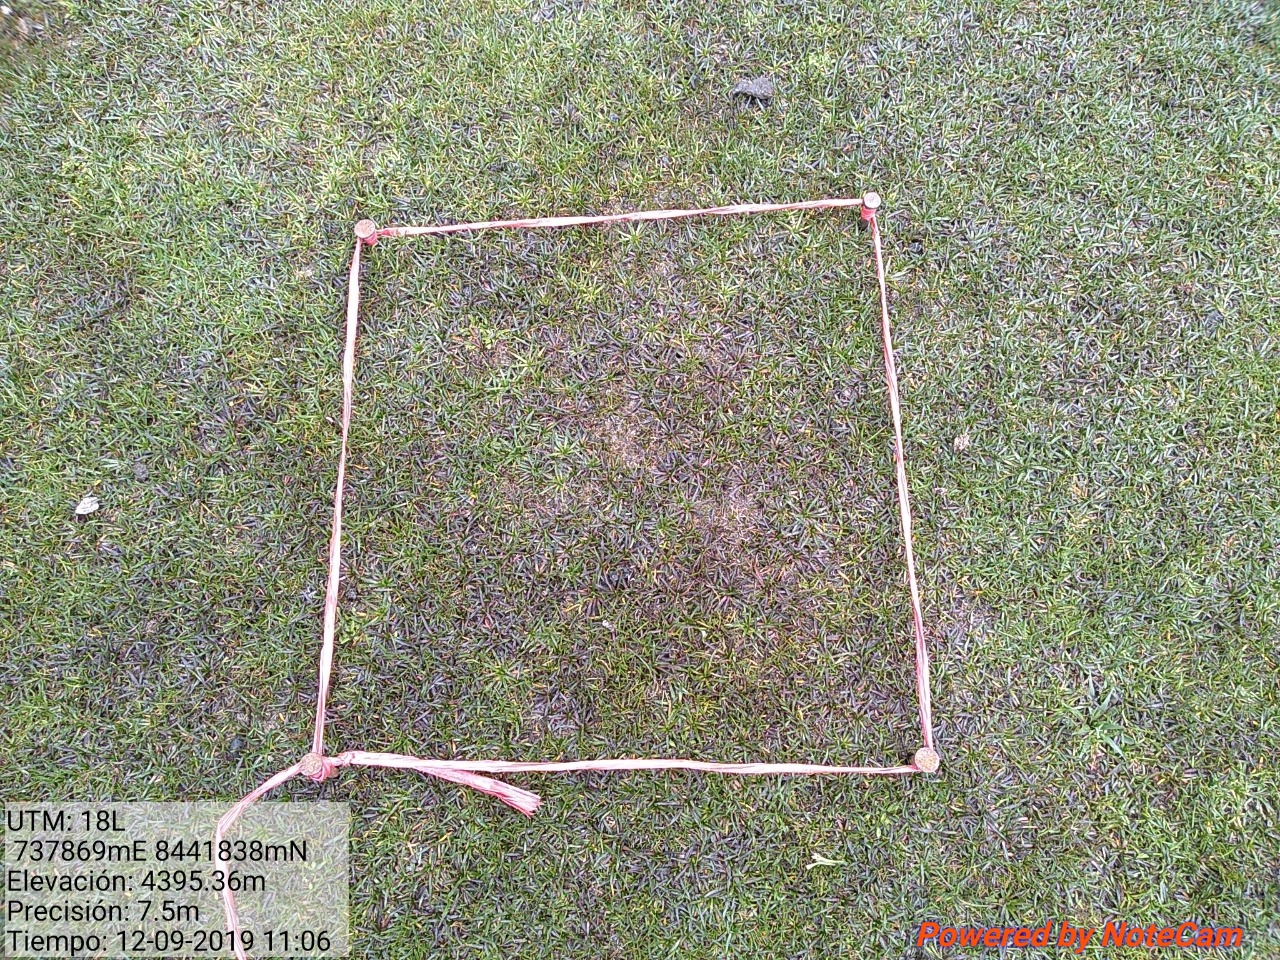 UTM: 18L
737869mE 8441838mN
Elevación: 4395.36m
Precisión: 7.5m
Tiempo: 12-09-2019 11:06
Powered by NoteCam